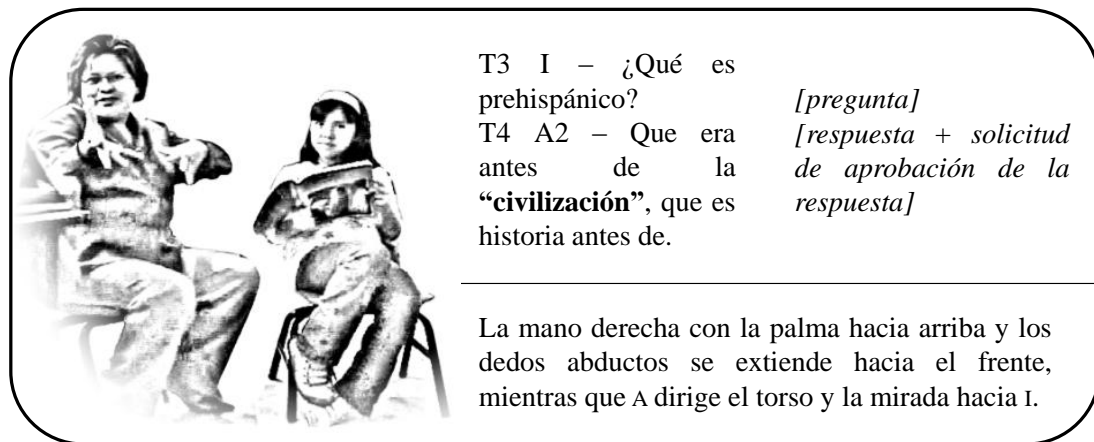 T3 I – ¿Qué es
prehispánico? [pregunta]
T4 A2 – Que era [respuesta + solicitud
antes de la de aprobación de la
“civilización”, que es respuesta]
historia antes de.
La mano derecha con la palma hacia arriba y los
dedos abductos se extiende hacia el frente,
mientras que A dirige el torso y la mirada hacia I.